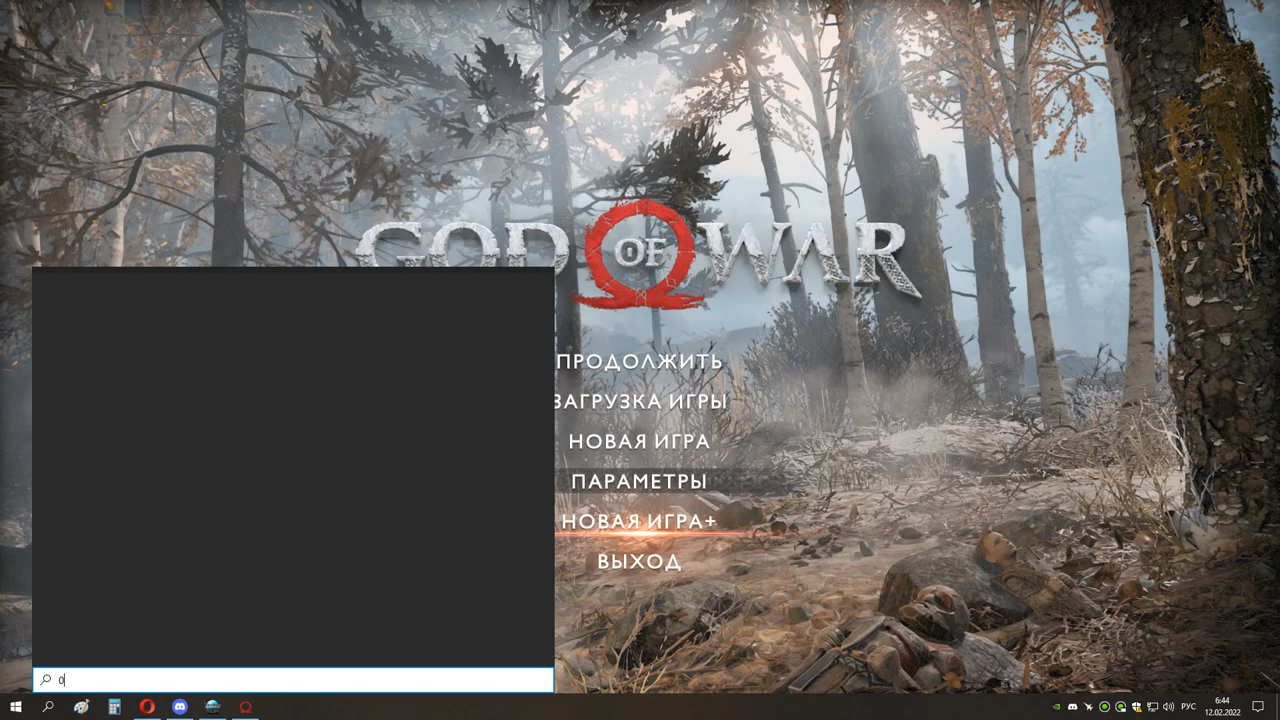 GOD OF WAR
ПРОДОЛЖИТЬ
ЗАГРУЗКА ИГРЫ
НОВАЯ ИГРА
ПАРАМЕТРЫ
НОВАЯ ИГРА+
ВЫХОД
0
РУС
6:44
12.02.2022